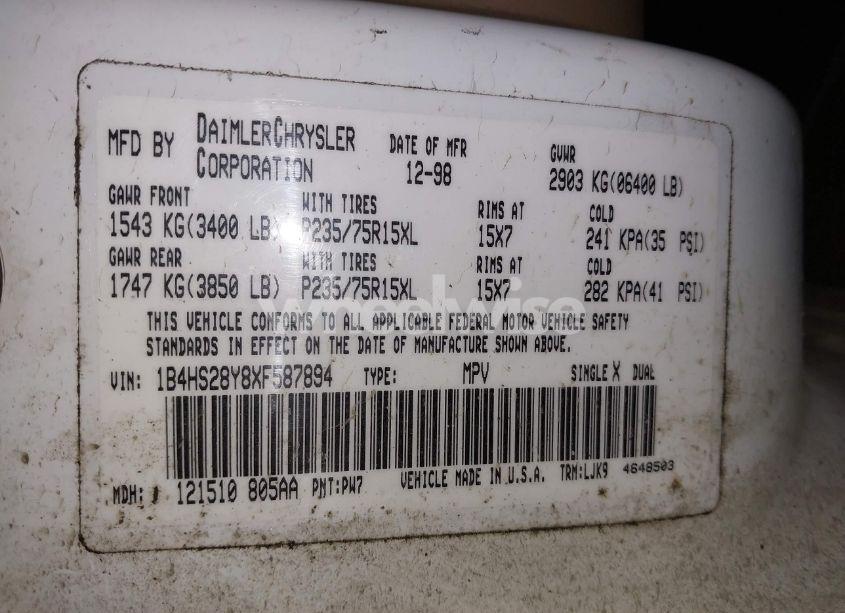 MFD BY DAIMLERCHRYSLER CORPORATION DATE OF MFR 12-98 GVWR 2903 KG(06400 LB)
GAWR FRONT WITH TIRES RIMS AT COLD
1543 KG(3400 LB) P235/75R15XL 15X7 241 KPA(35 PSI)
GAWR REAR WITH TIRES RIMS AT COLD
1747 KG(3850 LB) P235/75R15XL 15X7 282 KPA(41 PSI)
THIS VEHICLE CONFORMS TO ALL APPLICABLE FEDERAL MOTOR VEHICLE SAFETY
STANDARDS IN EFFECT ON THE DATE OF MANUFACTURE SHOWN ABOVE.
VIN: 1B4HS28Y8XF587894 TYPE: MPV SINGLE X DUAL
MDH: 121510 805AA PNT:PW7 VEHICLE MADE IN U.S.A. TRM:LJK9 4648503
wheelwise